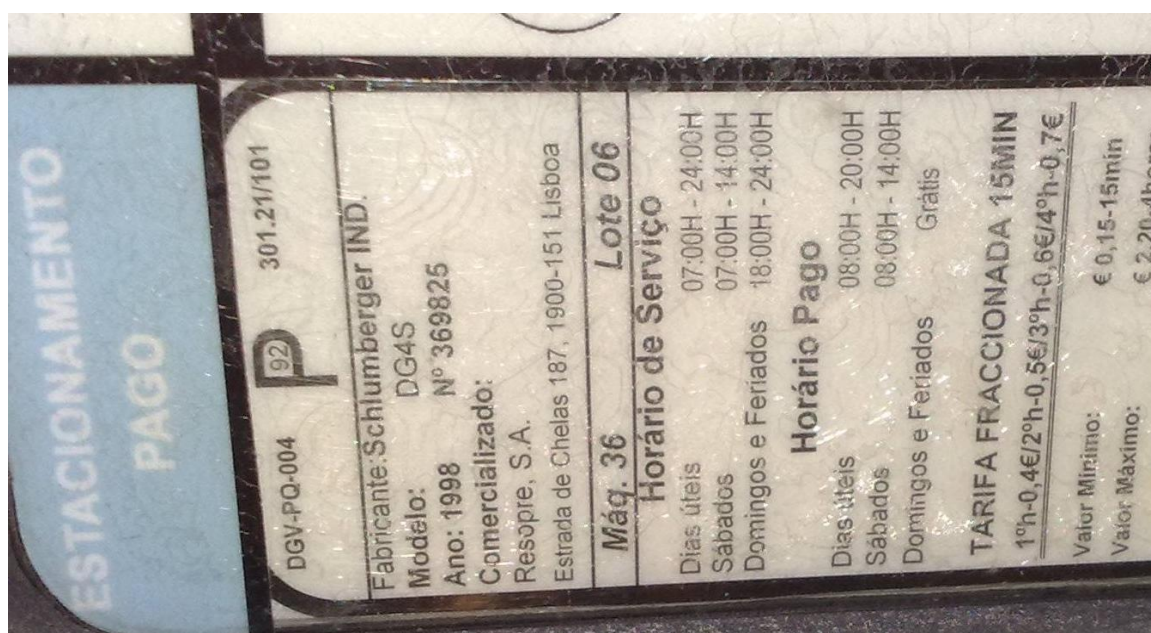 ESTACIONAMENTO
PAGO
DGV-PQ-004 P 92 301.21/101
Fabricante:Schlumberger IND.
Modelo: DG4S
Ano: 1998 Nº 369825
Comercializado:
Resopre, S.A.
Estrada de Chelas 187, 1900-151 Lisboa
Máq. 36 Lote 06
Horário de Serviço
Dias úteis 07:00H - 24:00H
Sábados 07:00H - 14:00H
Domingos e Feriados 18:00H - 24:00H
Horário Pago
Dias úteis 08:00H - 20:00H
Sábados 08:00H - 14:00H
Domingos e Feriados Grátis
TARIFA FRACCIONADA 15MIN
1ºh-0,4€/2ºh-0,5€/3ºh-0,6€/4ºh-0,7€
Valor Minimo: € 0,15-15min
Valor Máximo: € 2,20-4horas